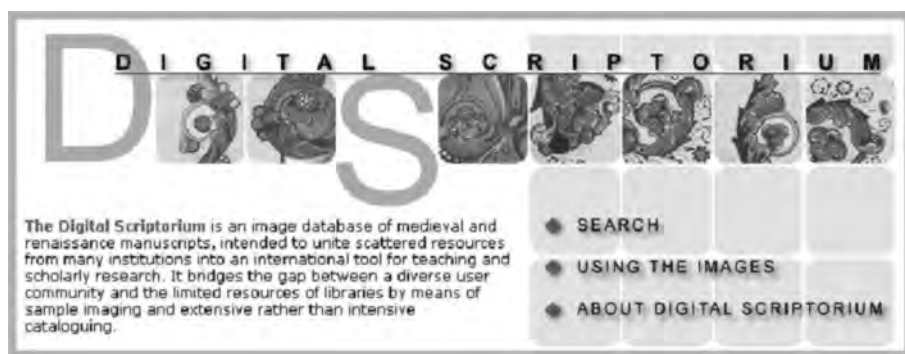 DIGITAL SCRIPTORIUM
DS
The Digital Scriptorium is an image database of medieval and
renaissance manuscripts, intended to unite scattered resources
from many institutions into an international tool for teaching and
scholarly research. It bridges the gap between a diverse user
community and the limited resources of libraries by means of
sample imaging and extensive rather than intensive
cataloguing.
SEARCH
USING THE IMAGES
ABOUT DIGITAL SCRIPTORIUM